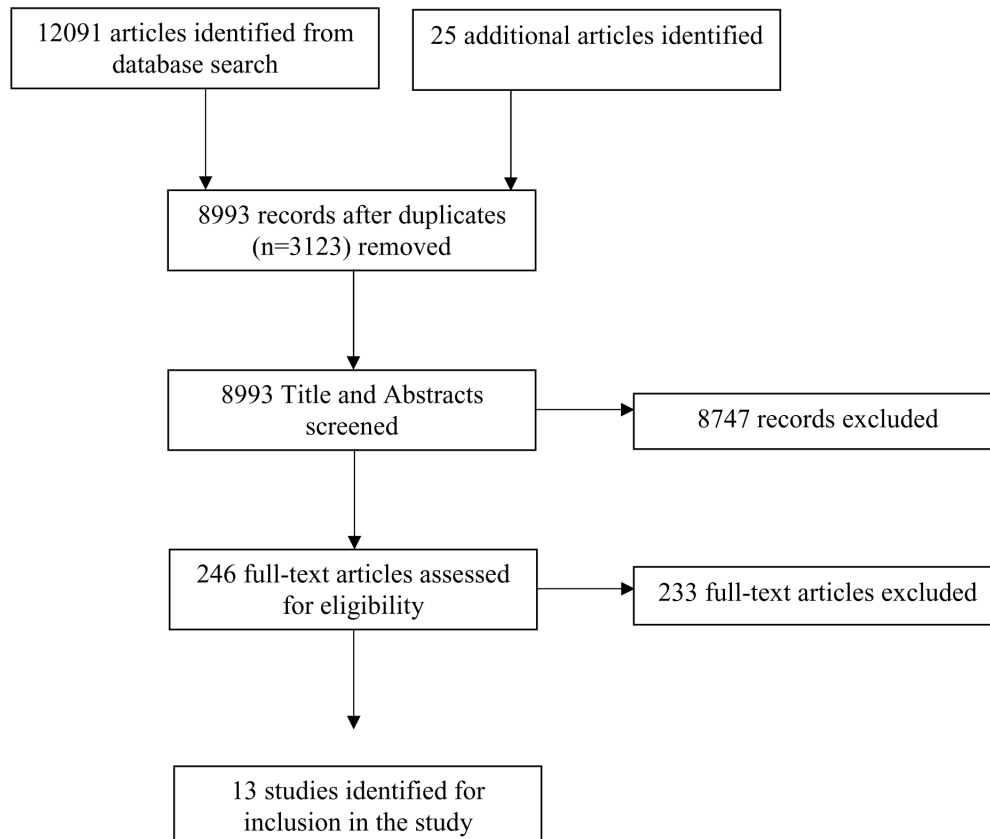 12091 articles identified from
database search
25 additional articles identified
8993 records after duplicates
(n=3123) removed
8993 Title and Abstracts
screened
8747 records excluded
246 full-text articles assessed
for eligibility
233 full-text articles excluded
13 studies identified for
inclusion in the study